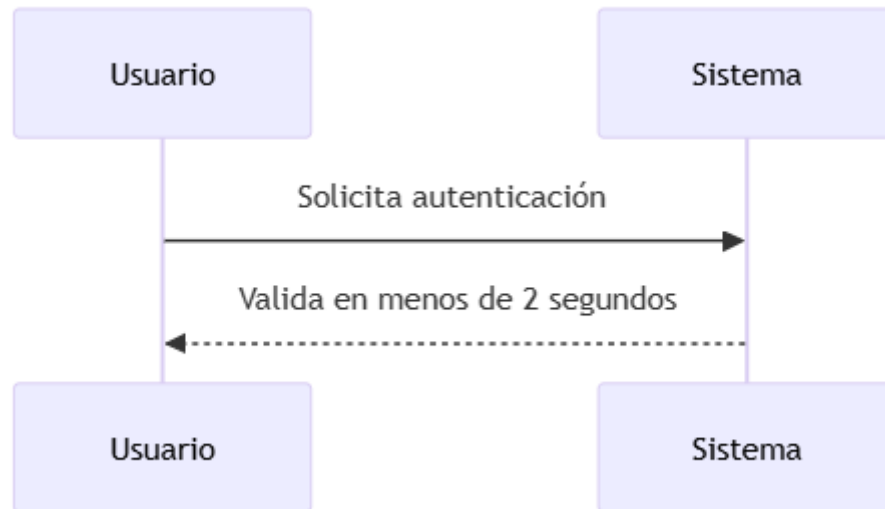 Usuario
Sistema
Solicita autenticación
Valida en menos de 2 segundos
Usuario
Sistema